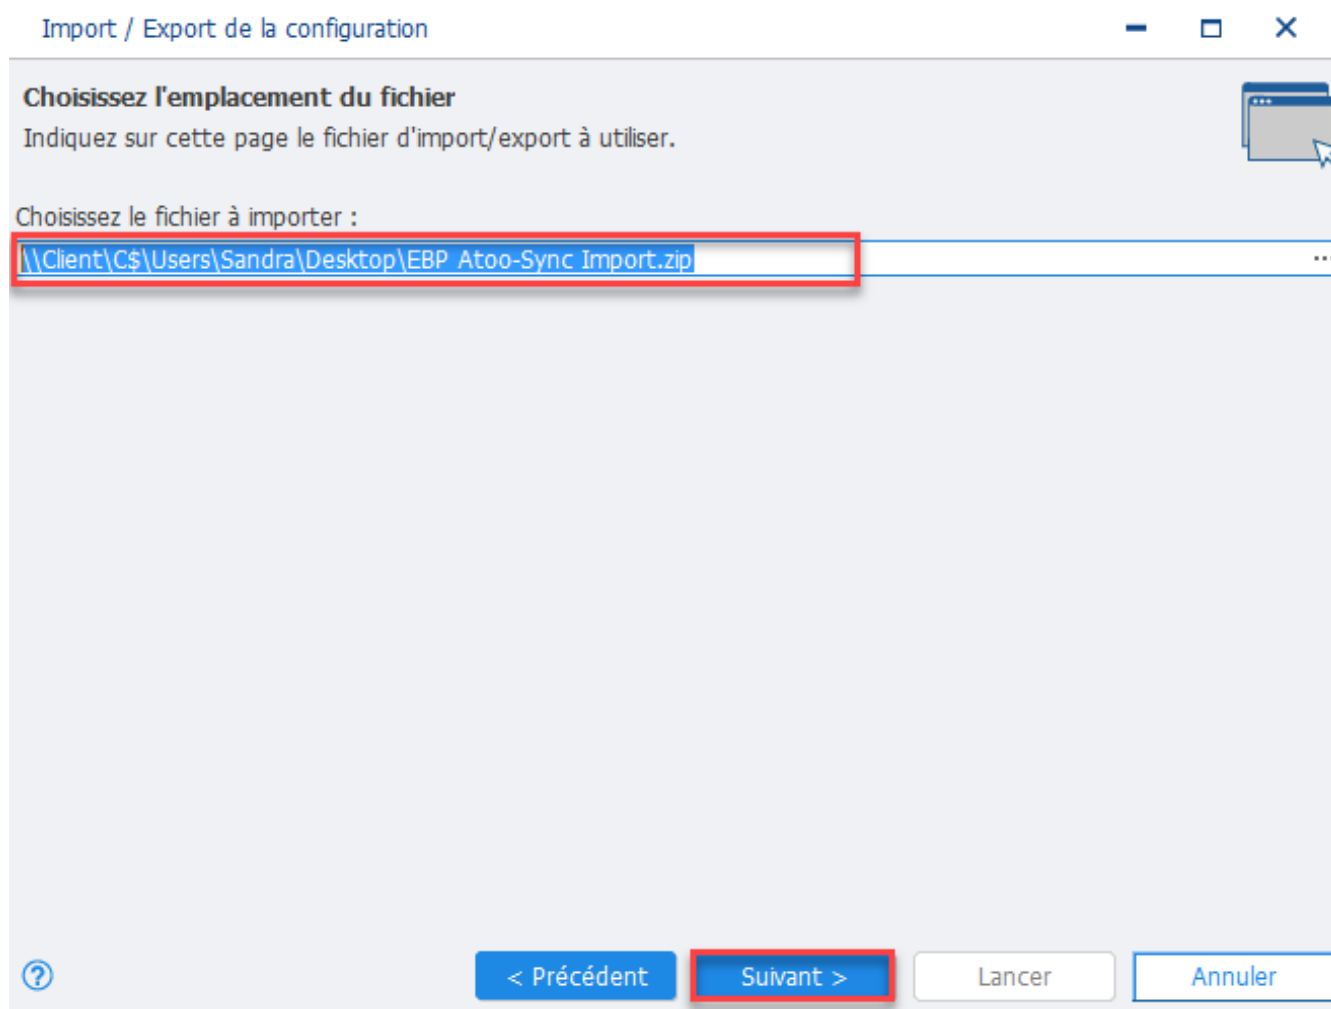 Import / Export de la configuration
Choisissez l'emplacement du fichier
Indiquez sur cette page le fichier d'import/export à utiliser.
Choisissez le fichier à importer :
\\Client\C$\Users\Sandra\Desktop\EBP Atoo-Sync Import.zip
...
? < Précédent Suivant > Lancer Annuler